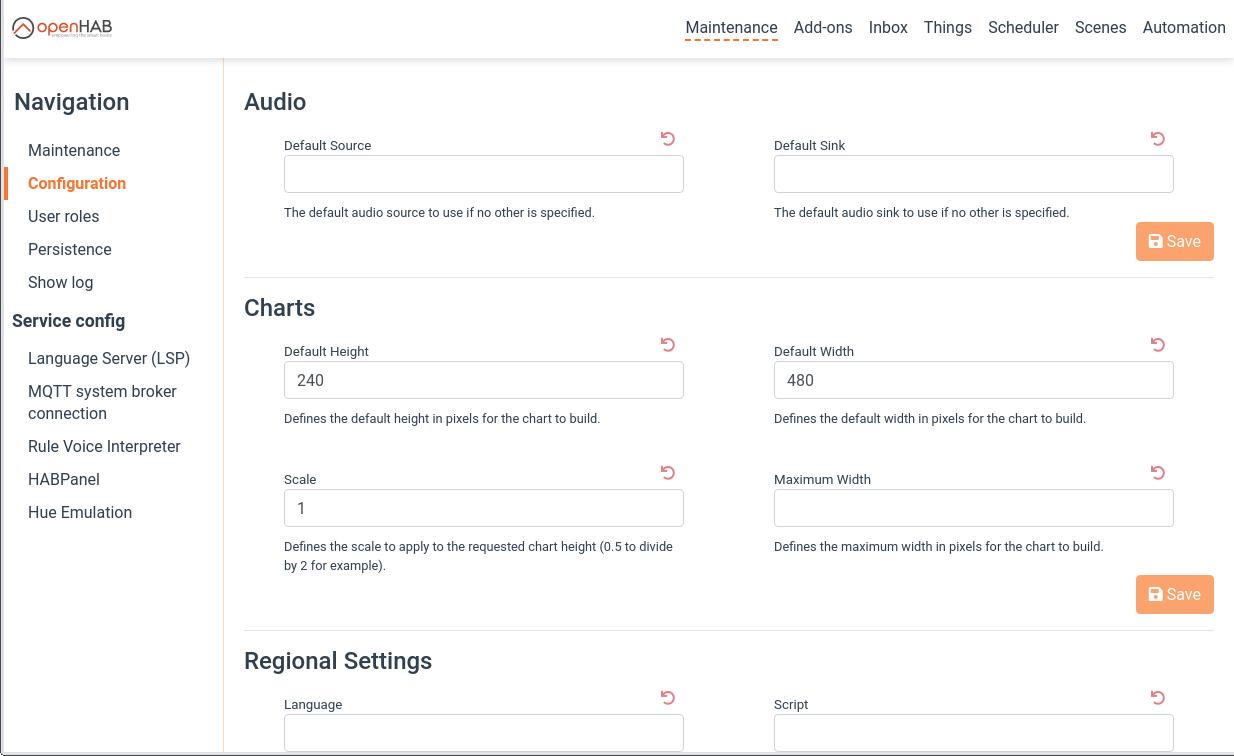 openHAB
empowering the smart home
Maintenance Add-ons Inbox Things Scheduler Scenes Automation
Navigation
Maintenance
Configuration
User roles
Persistence
Show log
Service config
Language Server (LSP)
MQTT system broker
connection
Rule Voice Interpreter
HABPanel
Hue Emulation
Audio
Default Source
The default audio source to use if no other is specified.
Default Sink
The default audio sink to use if no other is specified.
Save
Charts
Default Height
240
Defines the default height in pixels for the chart to build.
Default Width
480
Defines the default width in pixels for the chart to build.
Scale
1
Defines the scale to apply to the requested chart height (0.5 to divide
by 2 for example).
Maximum Width
Defines the maximum width in pixels for the chart to build.
Save
Regional Settings
Language
Script